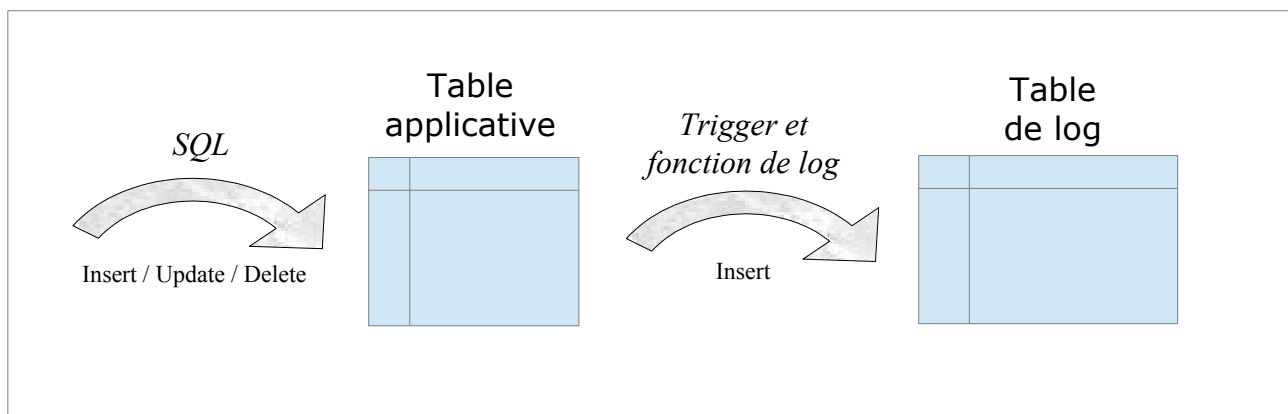 SQL
Insert / Update / Delete
Table
applicative
Trigger et
fonction de log
Insert
Table
de log